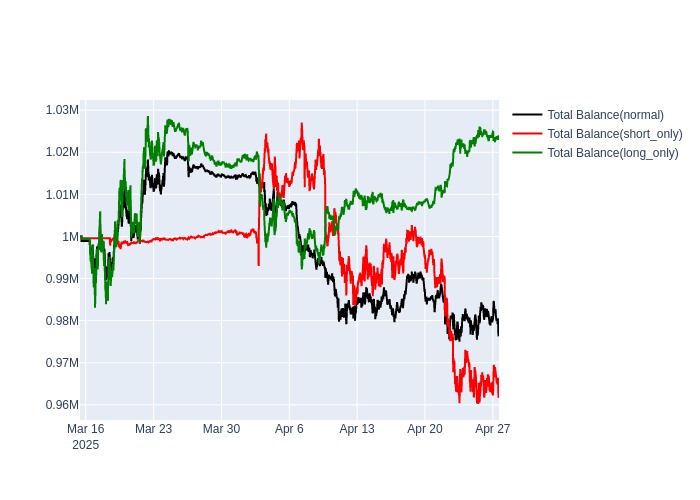 1.03M
1.02M
1.01M
1M
0.99M
0.98M
0.97M
0.96M
Mar 16
2025
Mar 23
Mar 30
Apr 6
Apr 13
Apr 20
Apr 27
Total Balance(normal)
Total Balance(short_only)
Total Balance(long_only)